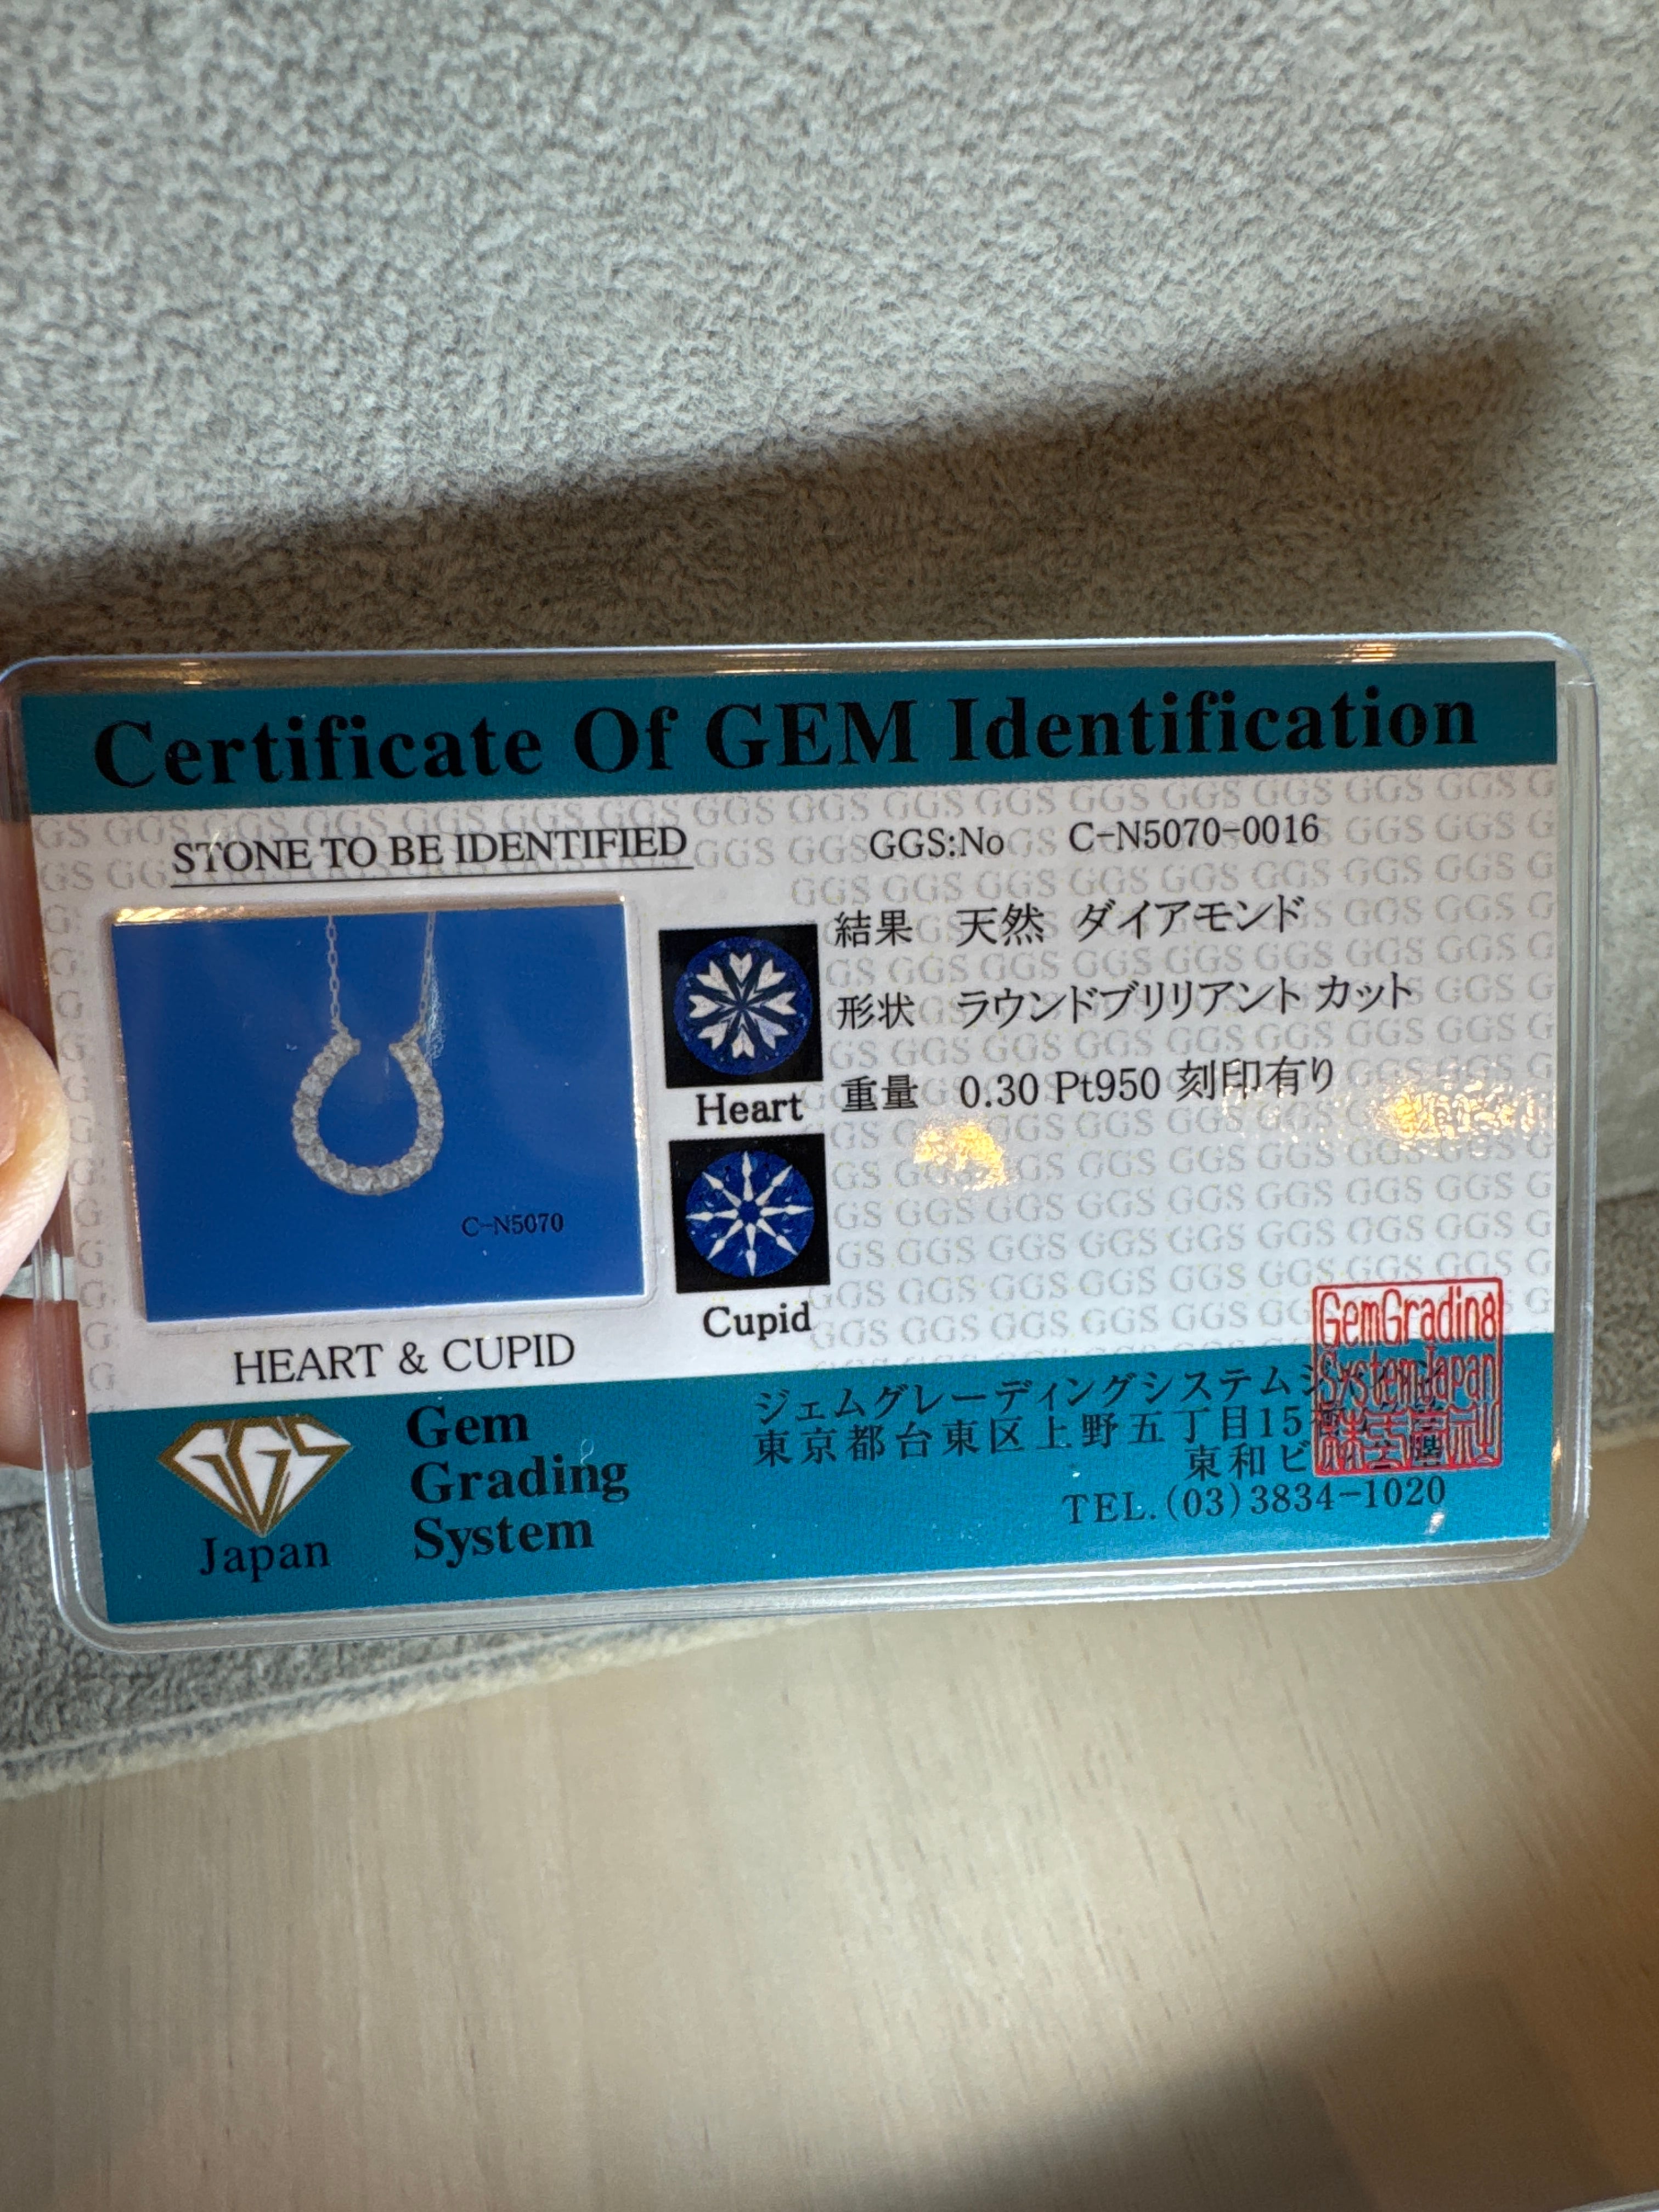 Certificate Of GEM Identification
STONE TO BE IDENTIFIED
GGS:No C-N5070-0016
結果 天然 ダイアモンド
形状 ラウンドブリリアント カット
重量 0.30 Pt950 刻印有り
C-N5070
Heart
Cupid
HEART & CUPID
GGS
Japan
Gem
Grading
System
ジェムグレーディングシステム
東京都台東区上野五丁目15
東和ビ
TEL.(03)3834-1020
GemGrading
SystemJapan